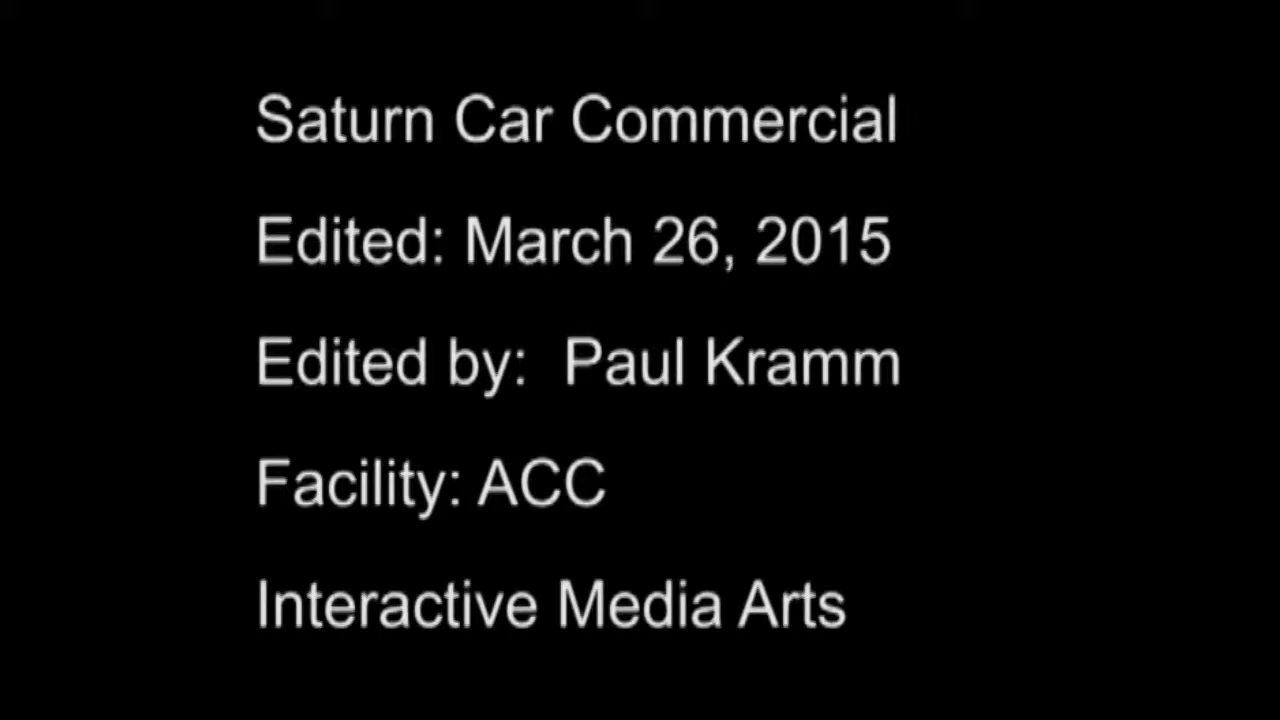 Saturn Car Commercial
Edited: March 26, 2015
Edited by:  Paul Kramm
Facility: ACC
Interactive Media Arts